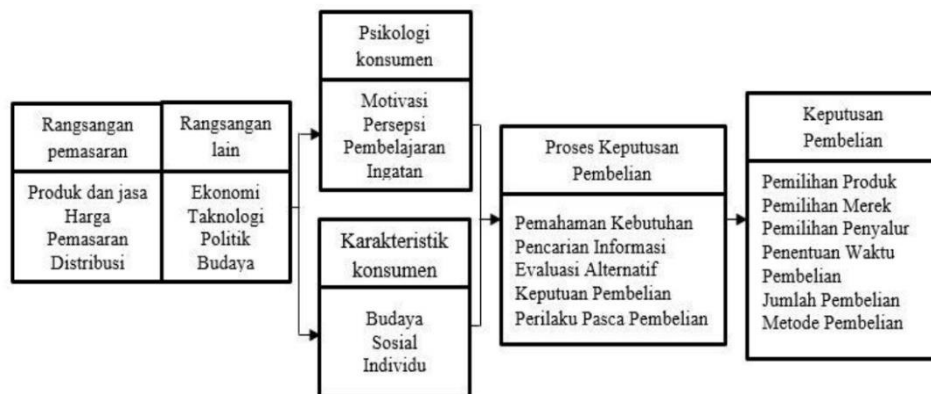 Rangsangan
pemasaran
Produk dan jasa
Harga
Pemasaran
Distribusi
Rangsangan
lain
Ekonomi
Taknologi
Politik
Budaya
Psikologi
konsumen
Motivasi
Persepsi
Pembelajaran
Ingatan
Karakteristik
konsumen
Budaya
Sosial
Individu
Proses Keputusan
Pembelian
Pemahaman Kebutuhan
Pencarian Informasi
Evaluasi Alternatif
Keputuan Pembelian
Perilaku Pasca Pembelian
Keputusan
Pembelian
Pemilihan Produk
Pemilihan Merek
Pemilihan Penyalur
Penentuan Waktu
Pembelian
Jumlah Pembelian
Metode Pembelian